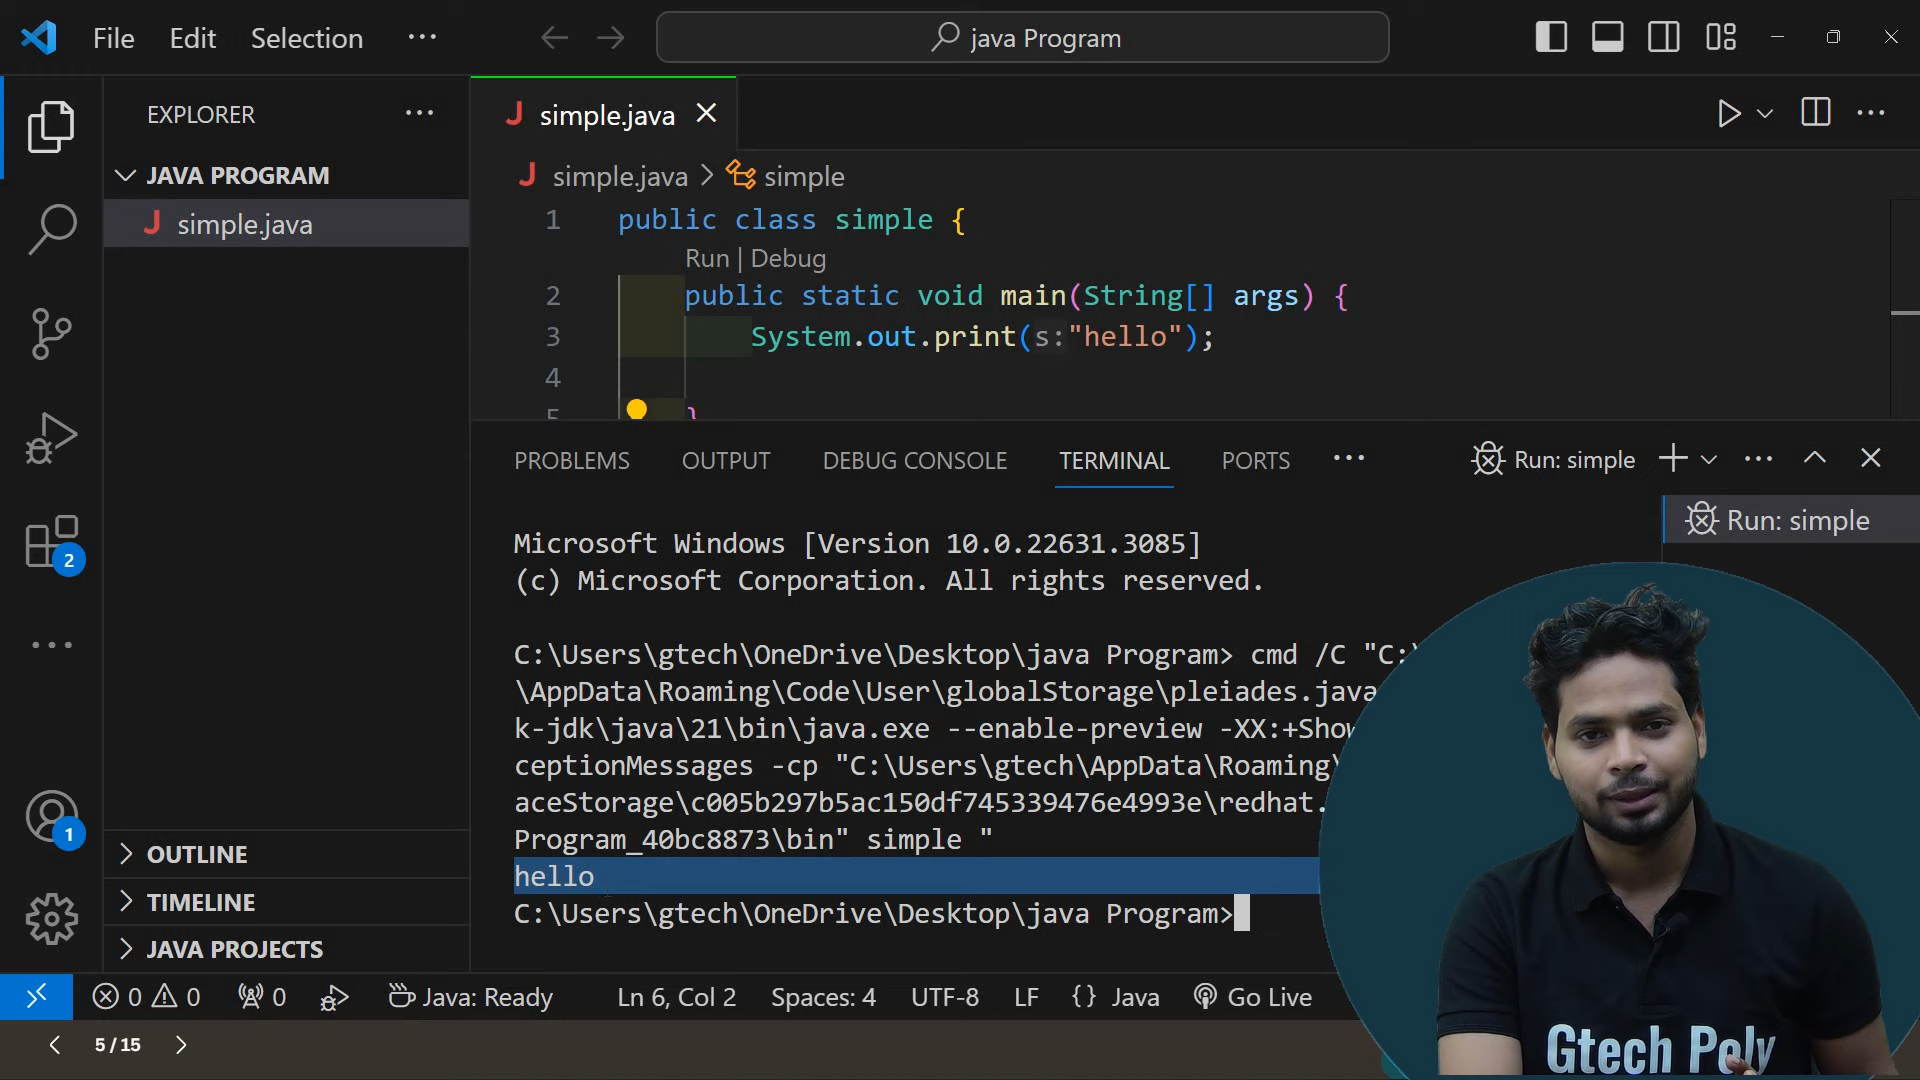 File Edit Selection ... java Program
EXPLORER ...
JAVA PROGRAM
simple.java
simple.java
simple.java > simple
1 public class simple {
Run | Debug
2 public static void main(String[] args) {
3 System.out.print(s:"hello");
4
5 }
PROBLEMS OUTPUT DEBUG CONSOLE TERMINAL PORTS ... Run: simple
Run: simple
Microsoft Windows [Version 10.0.22631.3085]
(c) Microsoft Corporation. All rights reserved.
C:\Users\gtech\OneDrive\Desktop\java Program> cmd /C "C:\
\AppData\Roaming\Code\User\globalStorage\pleiades.java
k-jdk\java\21\bin\java.exe --enable-preview -XX:+Show
ceptionMessages -cp "C:\Users\gtech\AppData\Roaming\
aceStorage\c005b297b5ac150df745339476e4993e\redhat.
Program_40bc8873\bin" simple "
hello
C:\Users\gtech\OneDrive\Desktop\java Program>
2
1
OUTLINE
TIMELINE
JAVA PROJECTS
0 0 0 Java: Ready Ln 6, Col 2 Spaces: 4 UTF-8 LF {} Java Go Live
5 / 15
Gtech Poly